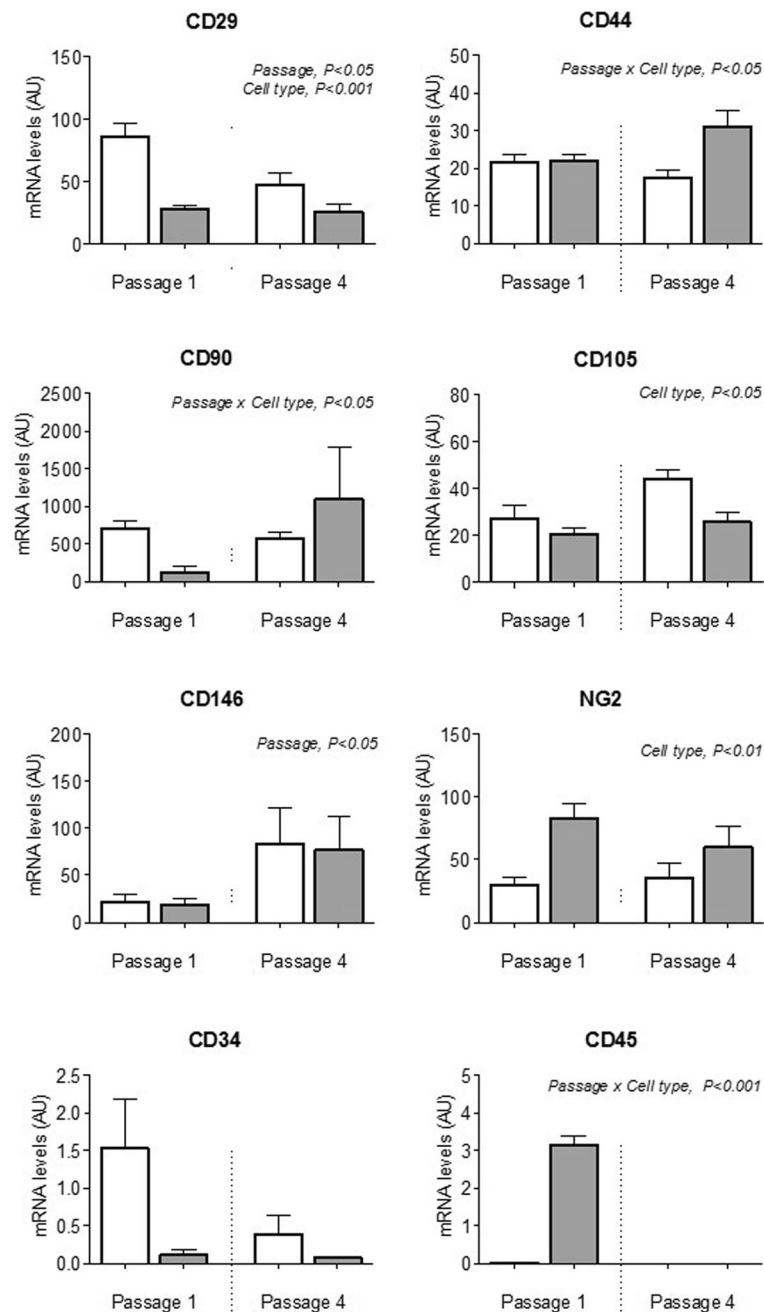 CD29
mRNA levels (AU)
150
100
50
0
Passage, P<0.05
Cell type, P<0.001
Passage 1
Passage 4
CD44
mRNA levels (AU)
50
40
30
20
10
0
Passage x Cell type, P<0.05
Passage 1
Passage 4
CD90
mRNA levels (AU)
2500
2000
1500
1000
500
0
Passage x Cell type, P<0.05
Passage 1
Passage 4
CD105
mRNA levels (AU)
80
60
40
20
0
Cell type, P<0.05
Passage 1
Passage 4
CD146
mRNA levels (AU)
200
150
100
50
0
Passage, P<0.05
Passage 1
Passage 4
NG2
mRNA levels (AU)
150
100
50
0
Cell type, P<0.01
Passage 1
Passage 4
CD34
mRNA levels (AU)
2.5
2.0
1.5
1.0
0.5
0.0
Passage 1
Passage 4
CD45
mRNA levels (AU)
5
4
3
2
1
0
Passage x Cell type, P<0.001
Passage 1
Passage 4